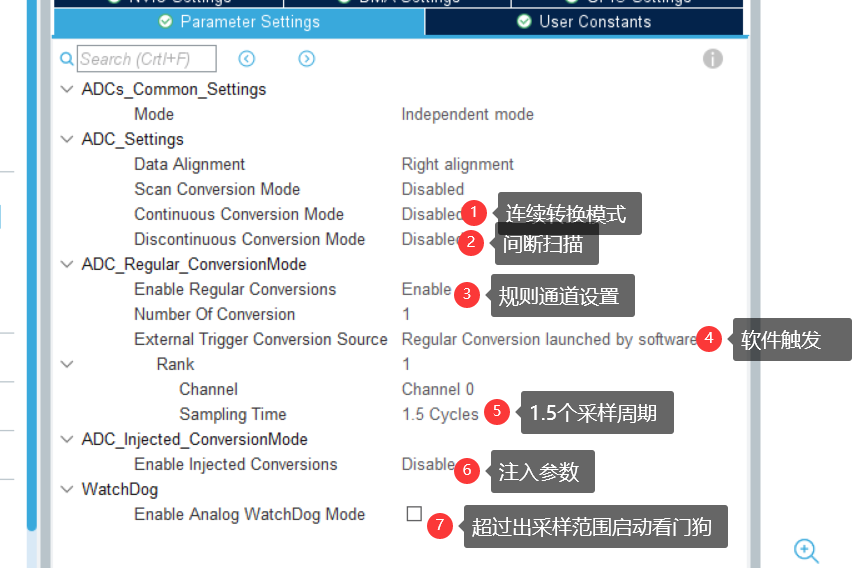 NVIC Settings DMA Settings GPIO Settings
Parameter Settings User Constants
Search (Crtl+F)
ADCs_Common_Settings
Mode Independent mode
ADC_Settings
Data Alignment Right alignment
Scan Conversion Mode Disabled
Continuous Conversion Mode Disabled 1 连续转换模式
Discontinuous Conversion Mode Disabled 2 间断扫描
ADC_Regular_ConversionMode
Enable Regular Conversions Enable 3 规则通道设置
Number Of Conversion 1
External Trigger Conversion Source Regular Conversion launched by software 4 软件触发
Rank 1
Channel Channel 0
Sampling Time 1.5 Cycles 5 1.5个采样周期
ADC_Injected_ConversionMode
Enable Injected Conversions Disable 6 注入参数
WatchDog
Enable Analog WatchDog Mode 7 超过出采样范围启动看门狗